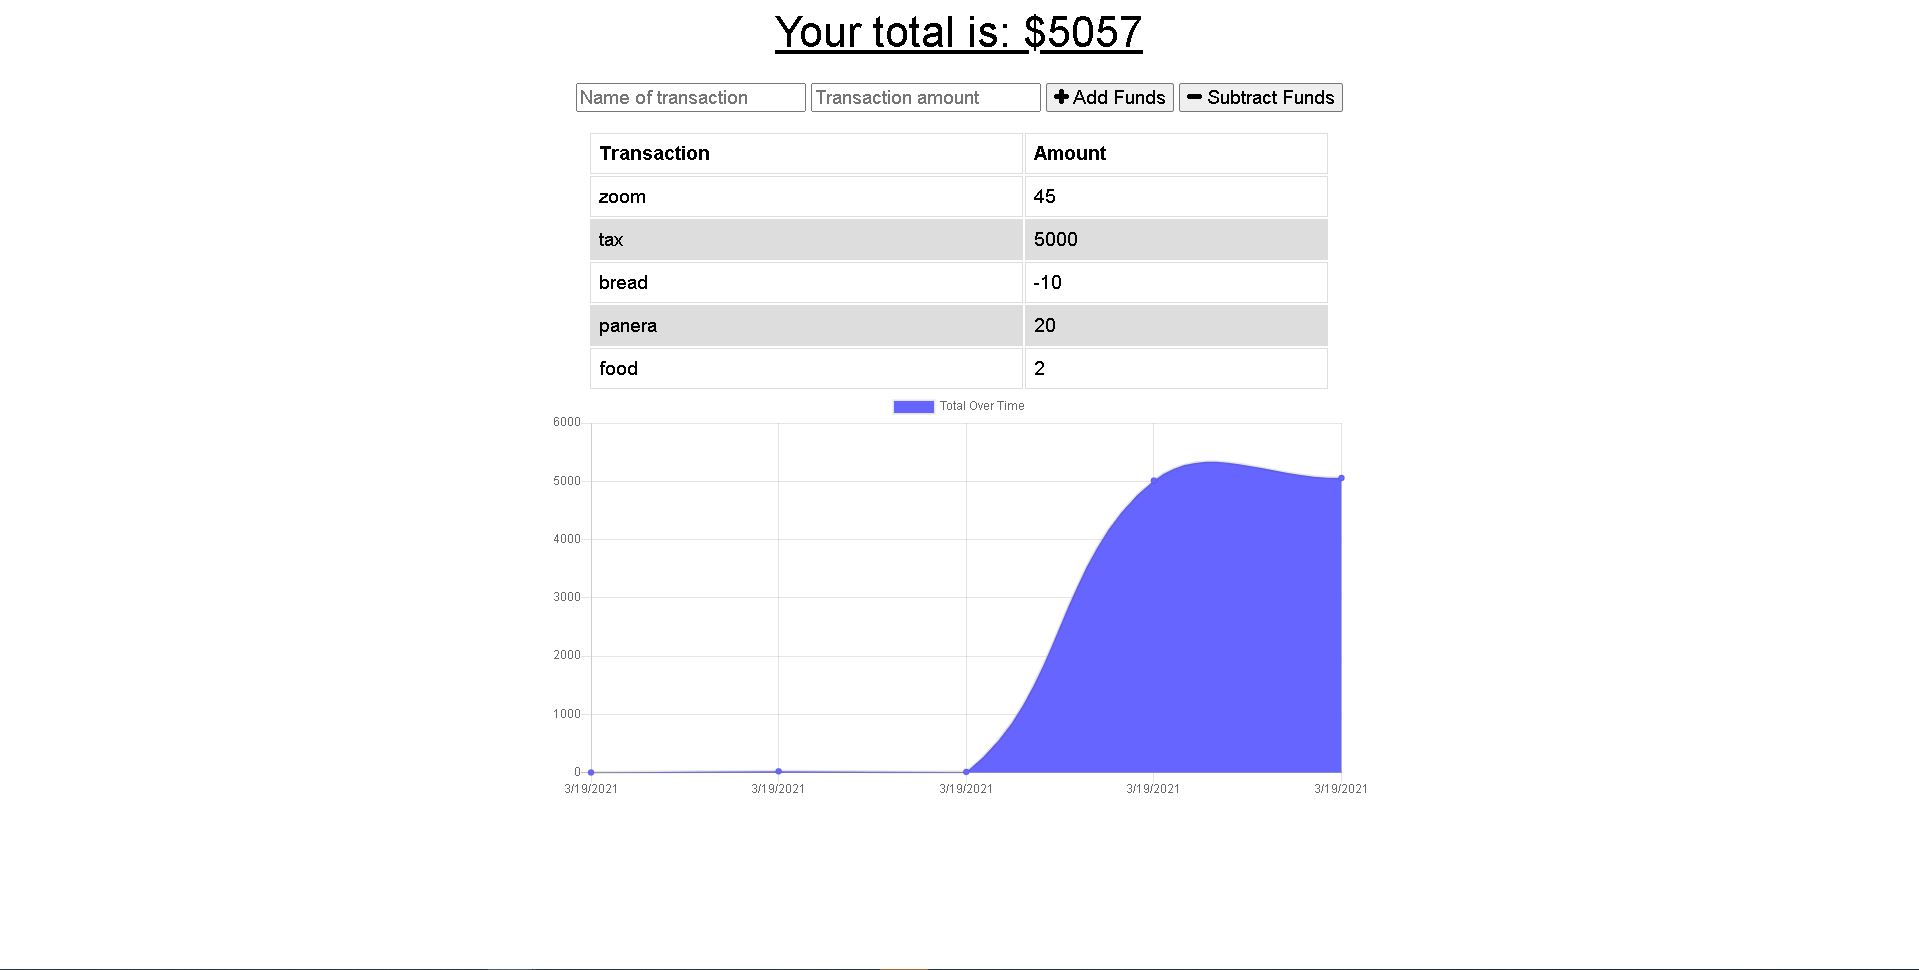 Your total is: $5057
Name of transaction Transaction amount Add Funds Subtract Funds
Transaction Amount
zoom 45
tax 5000
bread -10
panera 20
food 2
Total Over Time
6000
5000
4000
3000
2000
1000
0
3/19/2021 3/19/2021 3/19/2021 3/19/2021 3/19/2021